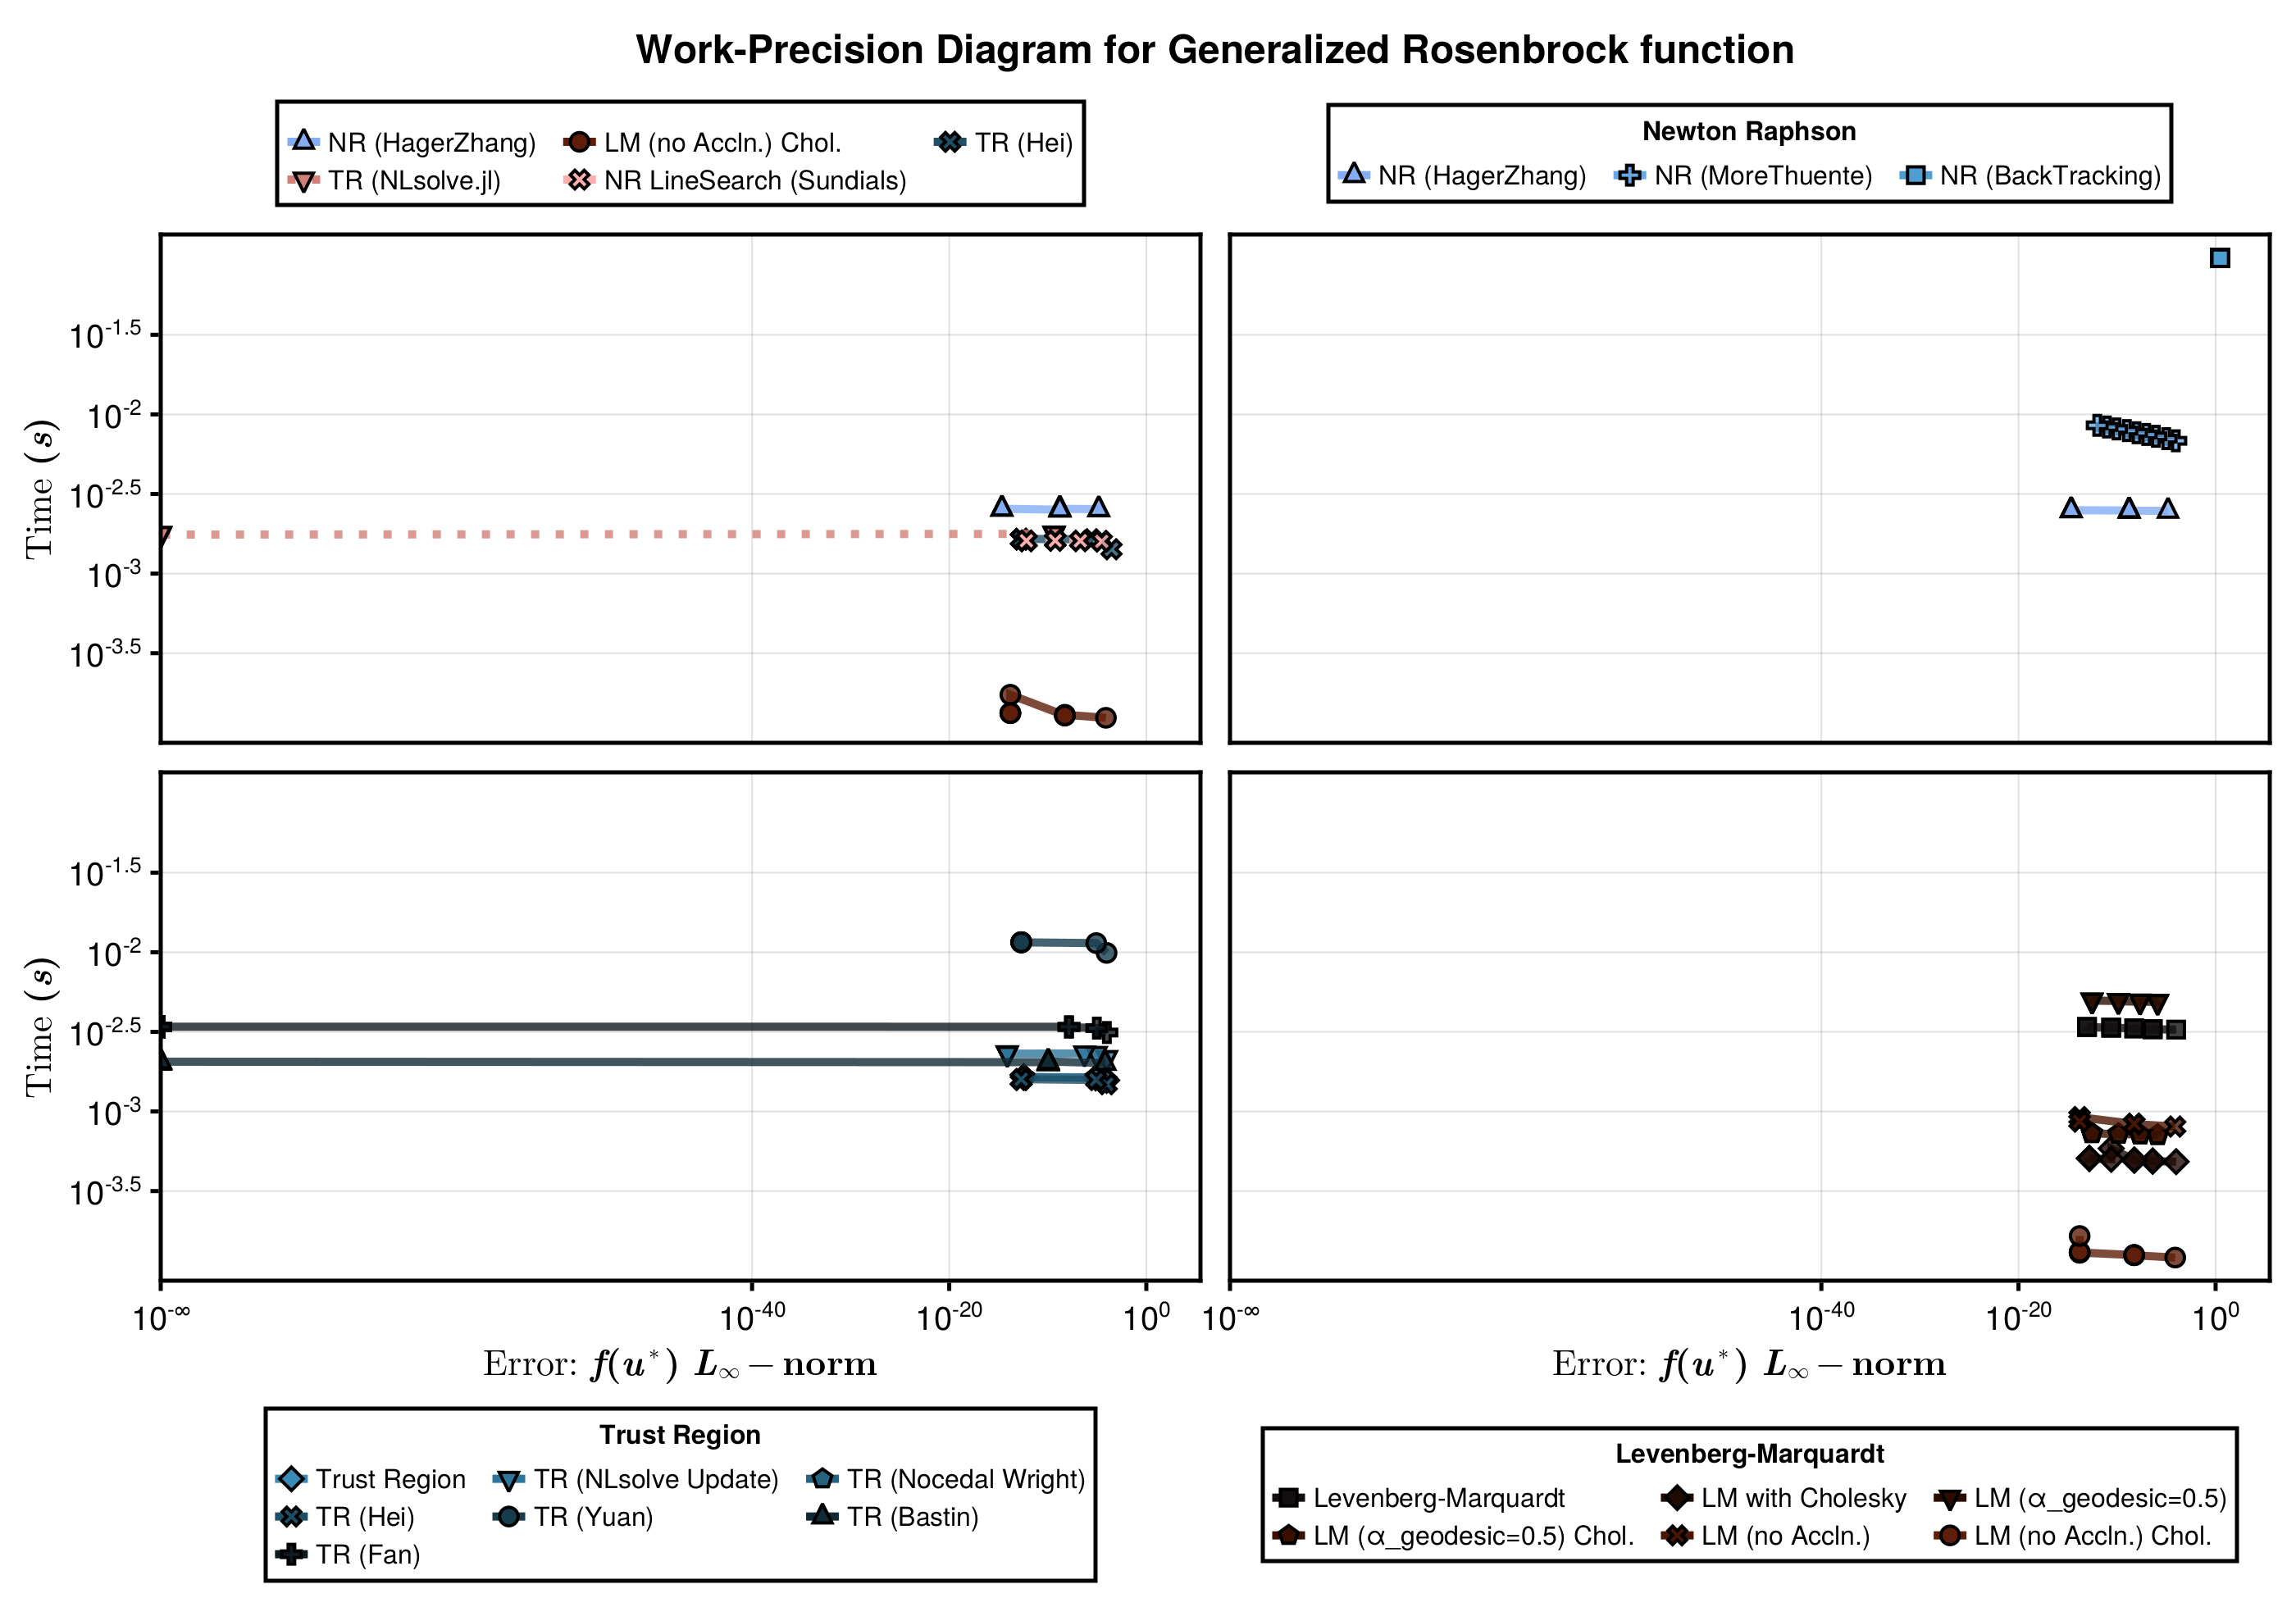 Work-Precision Diagram for Generalized Rosenbrock function
NR (HagerZhang) LM (no Accln.) Chol. TR (Hei)
TR (NLsolve.jl) NR LineSearch (Sundials)
Newton Raphson
NR (HagerZhang) NR (MoreThuente) NR (BackTracking)
Time (s)
10^-1.5
10^-2
10^-2.5
10^-3
10^-3.5
Time (s)
10^-1.5
10^-2
10^-2.5
10^-3
10^-3.5
10^-∞ 10^-40 10^-20 10^0
10^-∞ 10^-40 10^-20 10^0
Error: f(u*) L∞ − norm
Error: f(u*) L∞ − norm
Trust Region
Trust Region TR (NLsolve Update) TR (Nocedal Wright)
TR (Hei) TR (Yuan) TR (Bastin)
TR (Fan)
Levenberg-Marquardt
Levenberg-Marquardt LM with Cholesky LM (α_geodesic=0.5)
LM (α_geodesic=0.5) Chol. LM (no Accln.) LM (no Accln.) Chol.